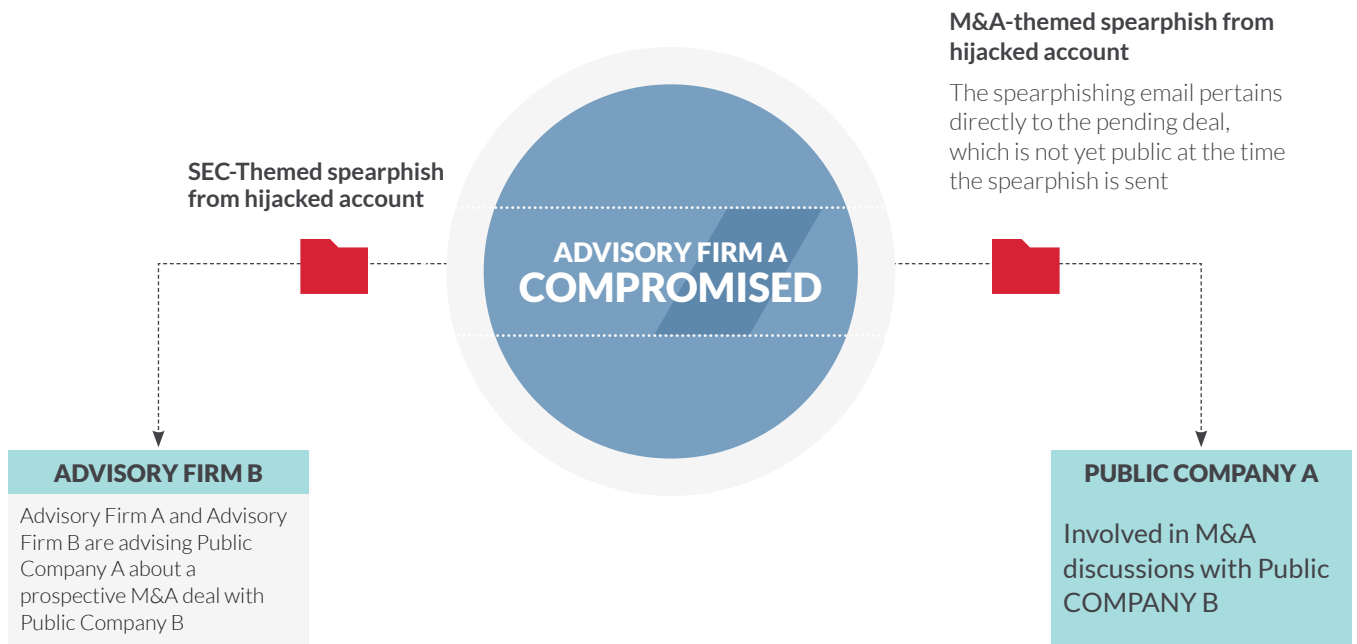 M&A-themed spearphish from
hijacked account
The spearphishing email pertains
directly to the pending deal,
which is not yet public at the time
the spearphish is sent
SEC-Themed spearphish
from hijacked account
ADVISORY FIRM A
COMPROMISED
ADVISORY FIRM B
Advisory Firm A and Advisory
Firm B are advising Public
Company A about a
prospective M&A deal with
Public Company B
PUBLIC COMPANY A
Involved in M&A
discussions with Public
COMPANY B